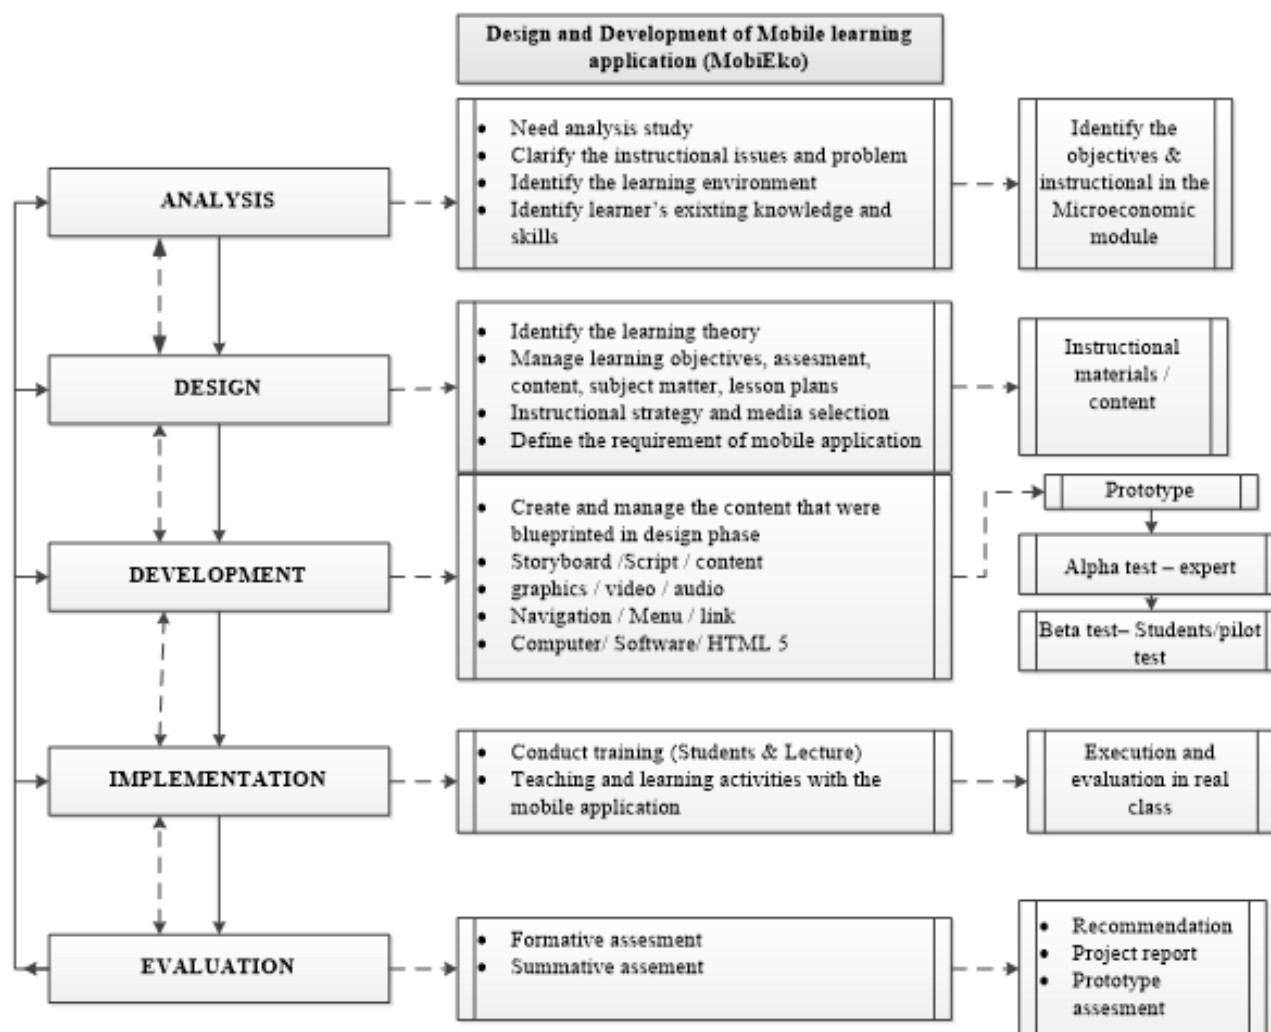 Design and Development of Mobile learning
application (MobiEko)
ANALYSIS
• Need analysis study
• Clarify the instructional issues and problem
• Identify the learning environment
• Identify learner's exixting knowledge and
skills
Identify the
objectives &
instructional in the
Microeconomic
module
DESIGN
• Identify the learning theory
• Manage learning objectives, assesment,
content, subject matter, lesson plans
• Instructional strategy and media selection
• Define the requirement of mobile application
Instructional
materials /
content
DEVELOPMENT
• Create and manage the content that were
blueprinted in design phase
• Storyboard /Script / content
• graphics / video / audio
• Navigation / Menu / link
• Computer/ Software/ HTML 5
Prototype
Alpha test – expert
Beta test– Students/pilot
test
IMPLEMENTATION
• Conduct training (Students & Lecture)
• Teaching and learning activities with the
mobile application
Execution and
evaluation in real
class
EVALUATION
• Formative assesment
• Summative assement
• Recommendation
• Project report
• Prototype
assesment